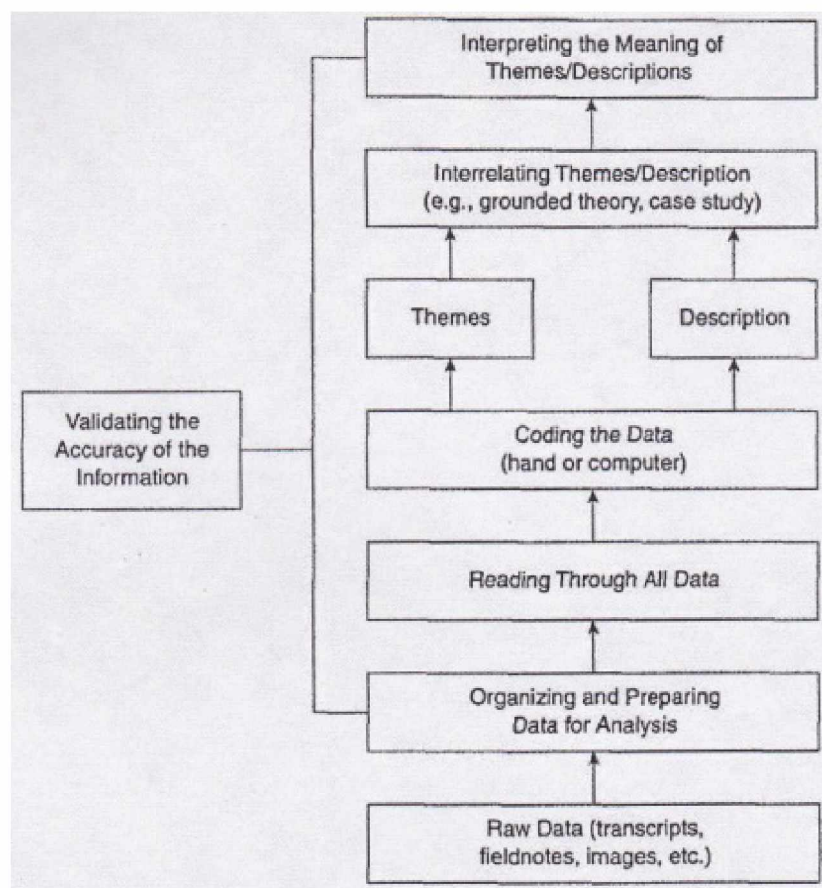 Interpreting the Meaning of
Themes/Descriptions
Interrelating Themes/Description
(e.g., grounded theory, case study)
Themes
Description
Validating the
Accuracy of the
Information
Coding the Data
(hand or computer)
Reading Through All Data
Organizing and Preparing
Data for Analysis
Raw Data (transcripts,
fieldnotes, images, etc.)